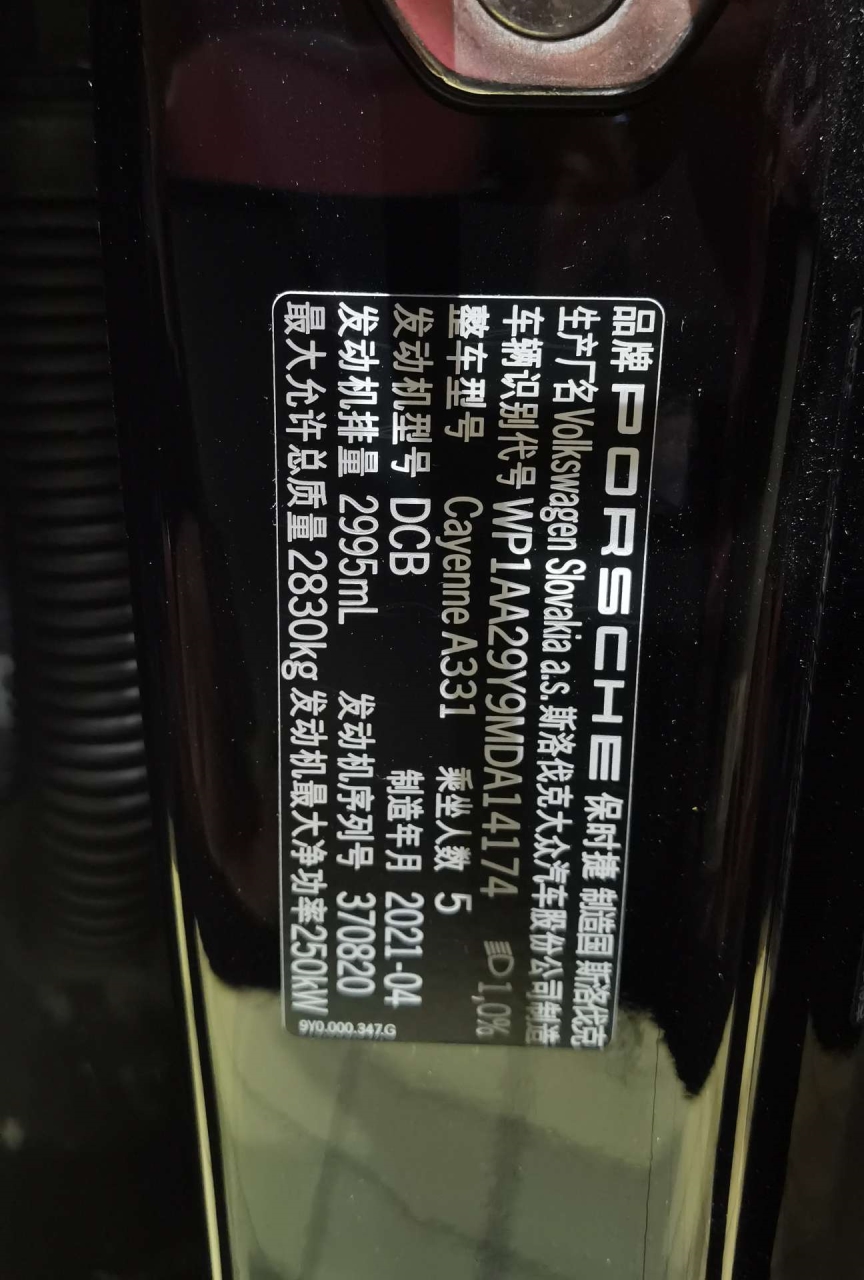 品牌 PORSCHE 保时捷 制造国 斯洛伐克
生产厂名 Volkswagen Slovakia a.s. 斯洛伐克大众汽车股份公司制造
车辆识别代号 WP1AA29Y9MDA14174 1,0%
整车型号 Cayenne A331 乘坐人数 5
发动机型号 DCB 制造年月 2021-04
发动机排量 2995mL 发动机序列号 370820
最大允许总质量 2830kg 发动机最大净功率 250kW
9Y0.000.347.G